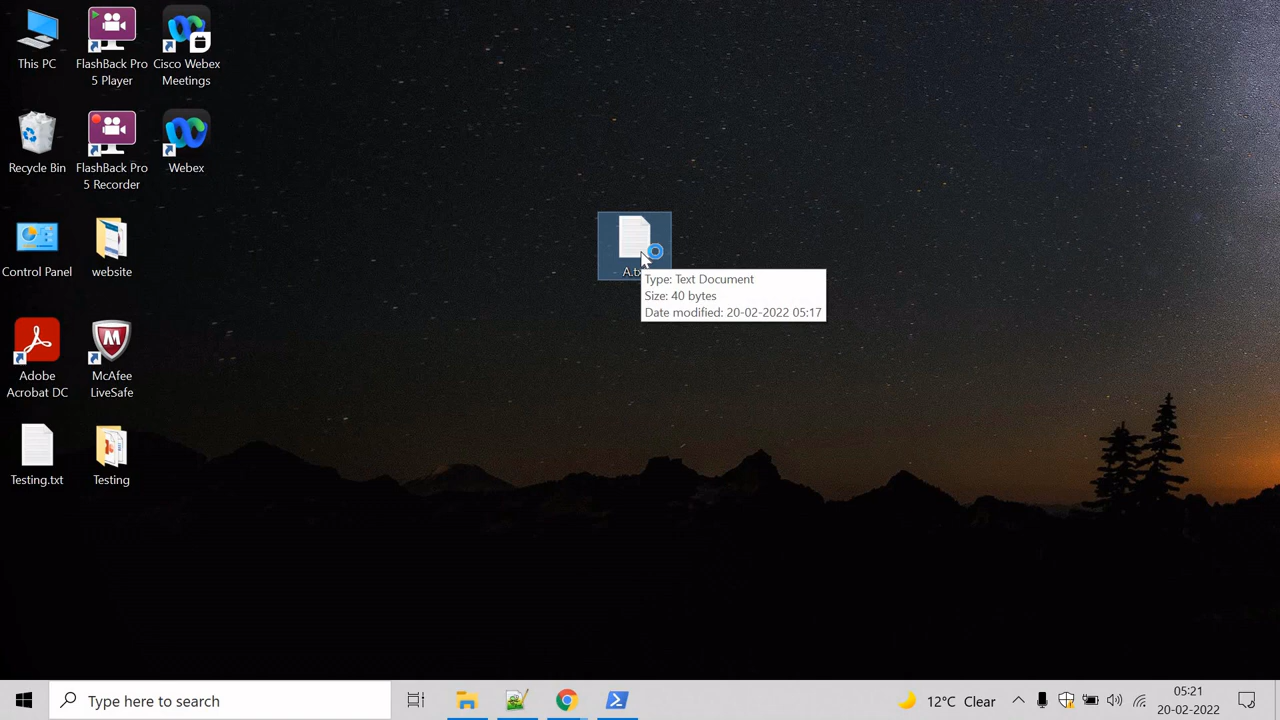 This PC
FlashBack Pro
5 Player
Cisco Webex
Meetings
Recycle Bin
FlashBack Pro
5 Recorder
Webex
Control Panel
website
Adobe
Acrobat DC
McAfee
LiveSafe
Testing.txt
Testing
Type: Text Document
Size: 40 bytes
Date modified: 20-02-2022 05:17
Type here to search
12°C Clear
05:21
20-02-2022